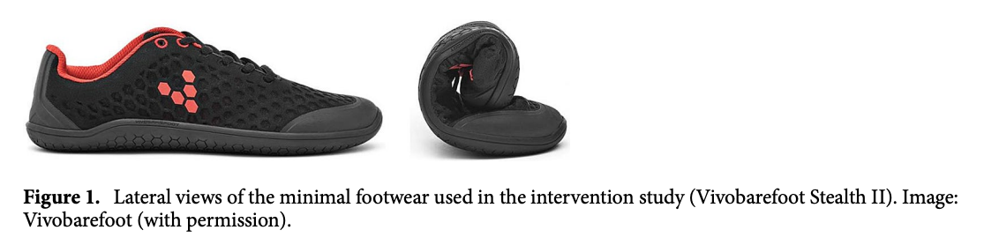 Figure 1. Lateral views of the minimal footwear used in the intervention study (Vivobarefoot Stealth II). Image:
Vivobarefoot (with permission).